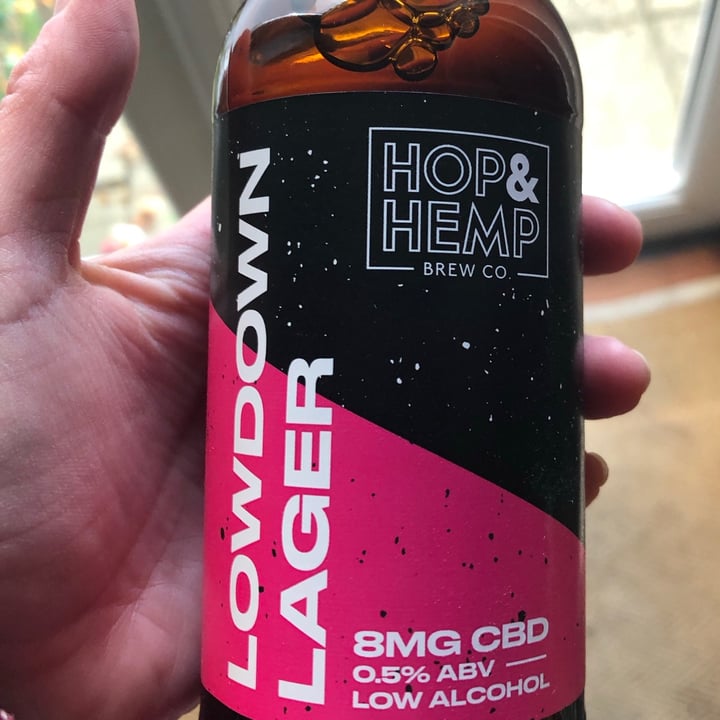 HOP&
HEMP
BREW CO.
LOWDOWN
LAGER
8MG CBD
0.5% ABV
LOW ALCOHOL